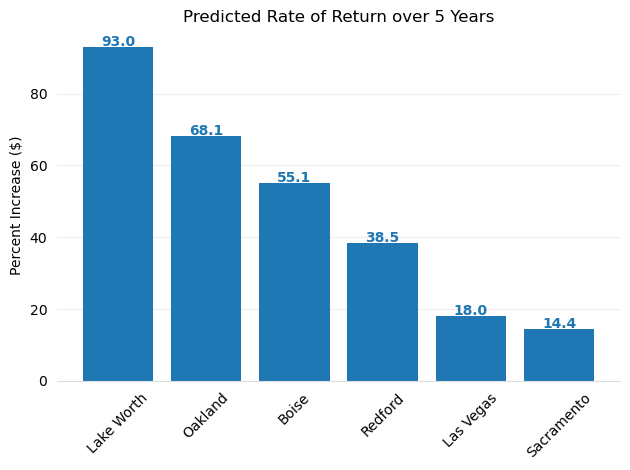 Predicted Rate of Return over 5 Years
Percent Increase ($)
80
60
40
20
0
93.0
68.1
55.1
38.5
18.0
14.4
Lake Worth
Oakland
Boise
Redford
Las Vegas
Sacramento